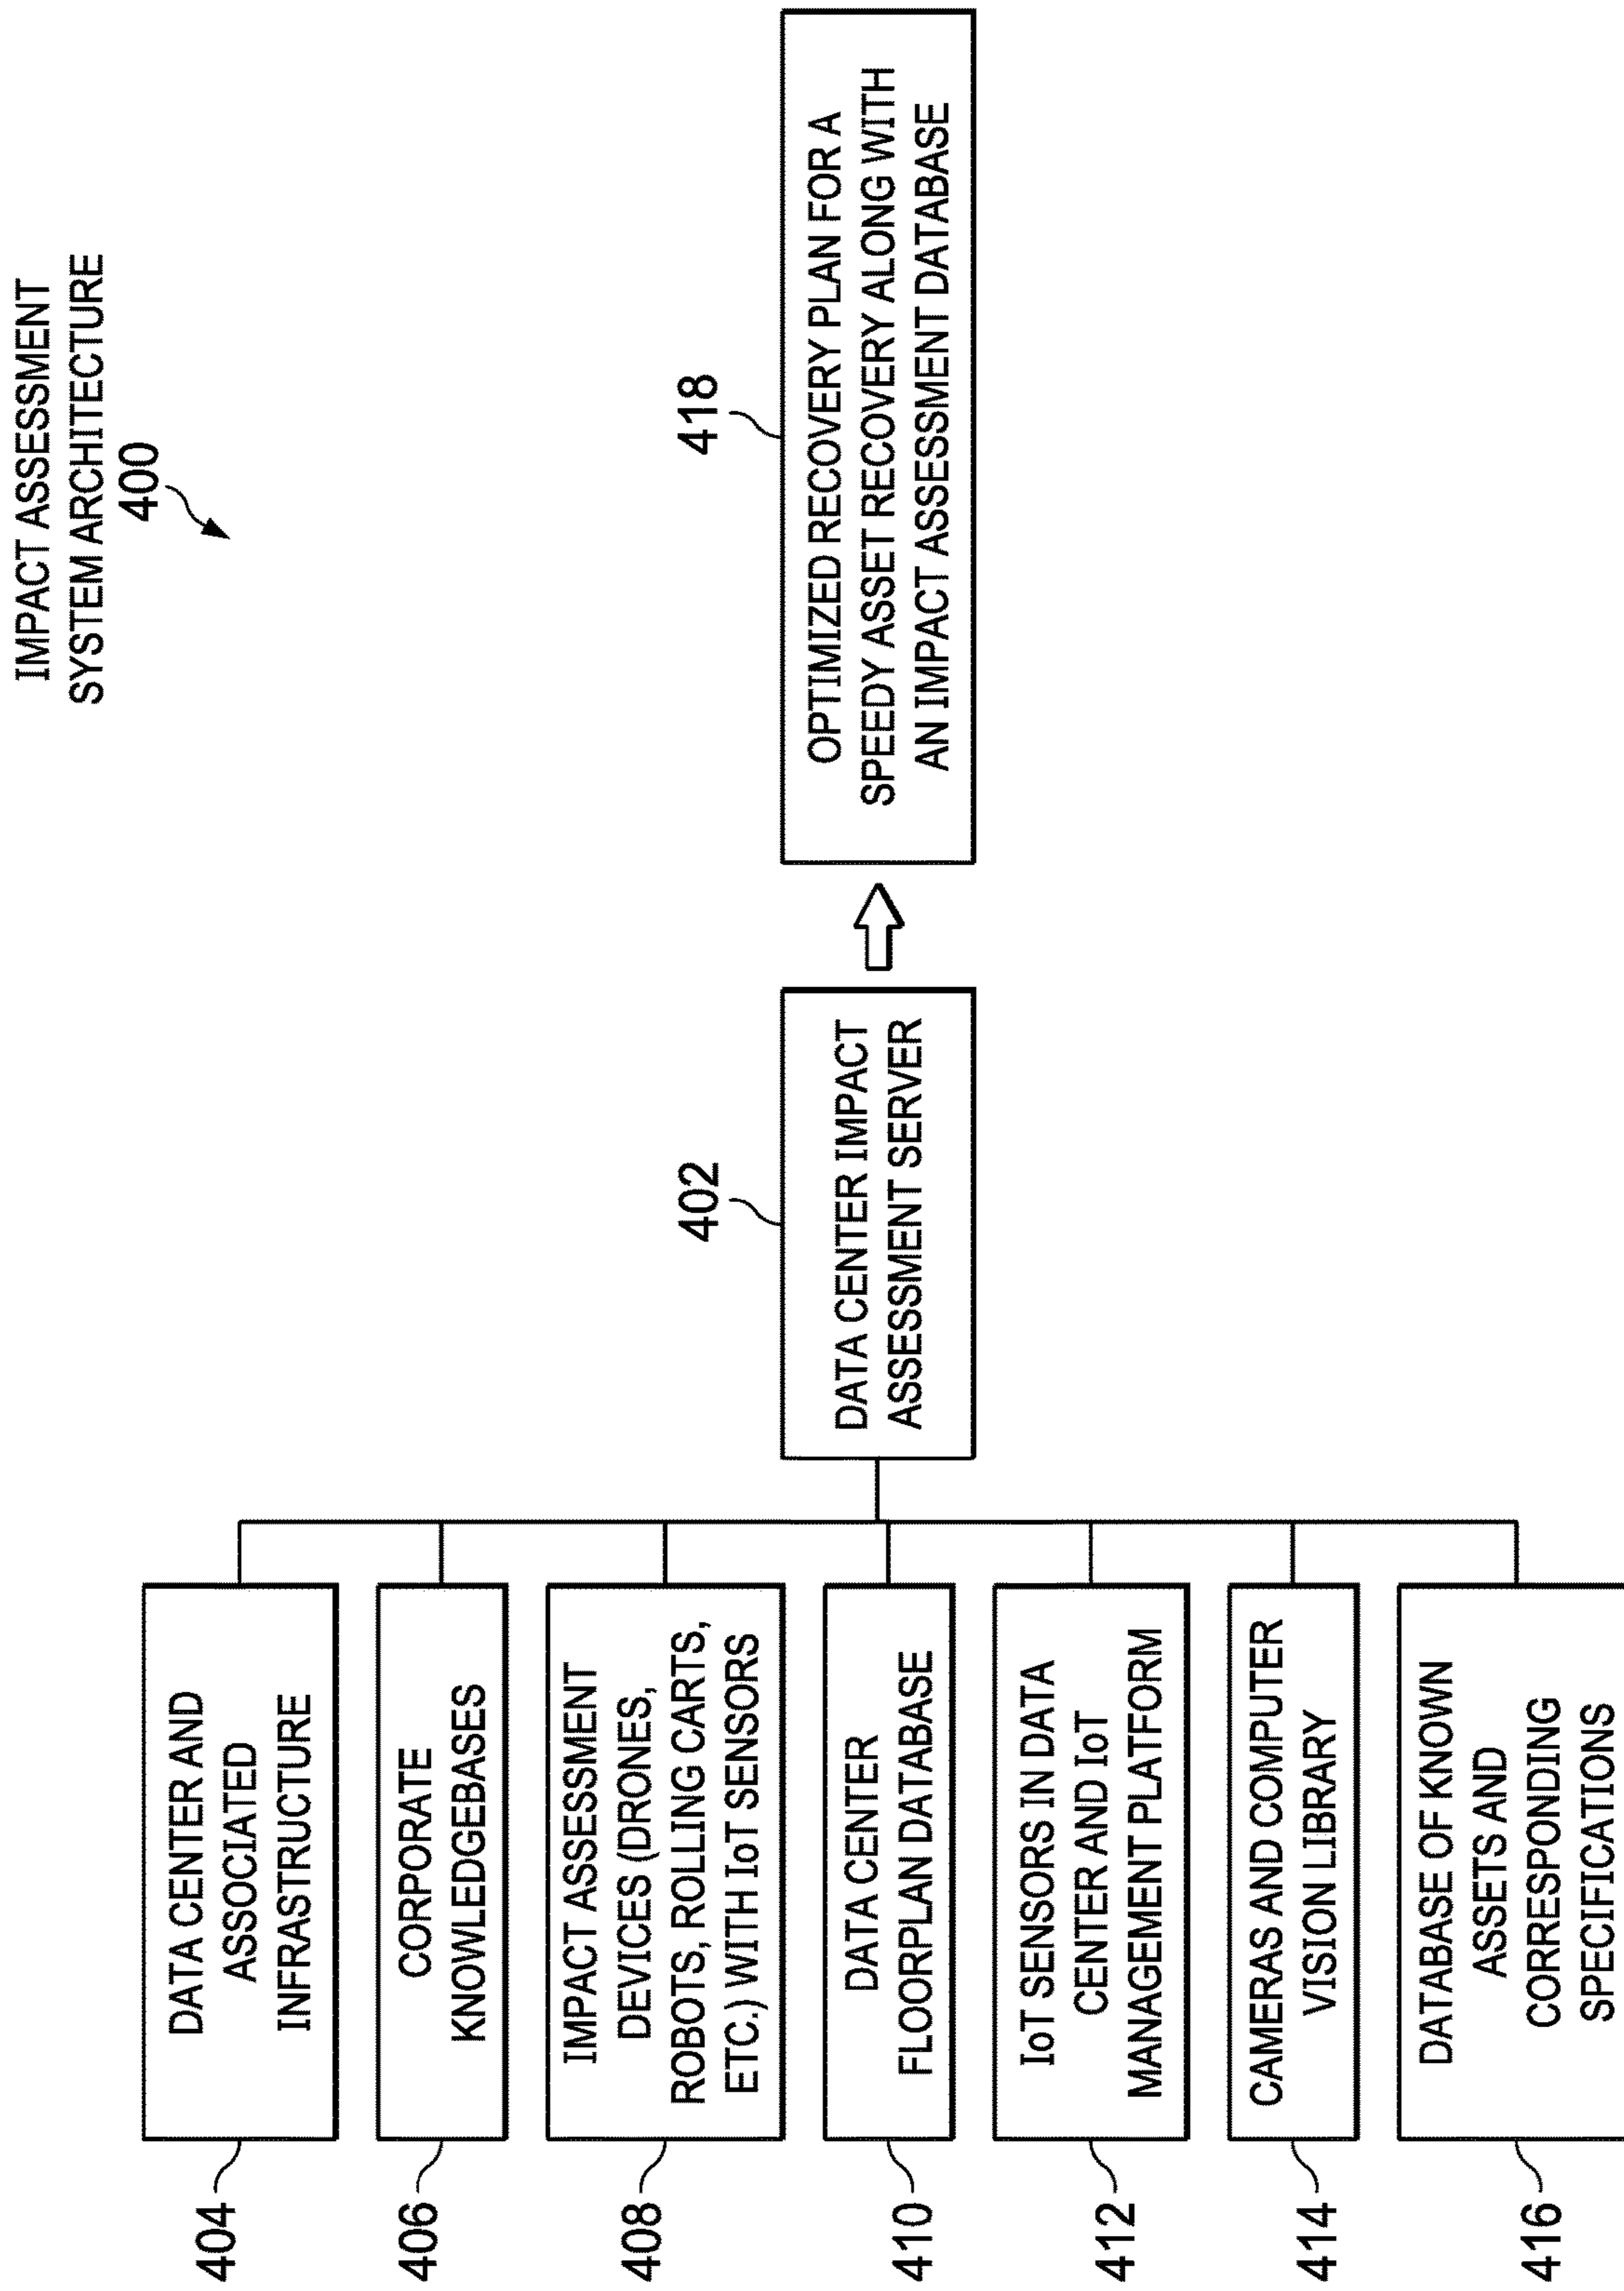 IMPACT ASSESSMENT
SYSTEM ARCHITECTURE
400
404
DATA CENTER AND
ASSOCIATED
INFRASTRUCTURE
406
CORPORATE
KNOWLEDGEBASES
408
IMPACT ASSESSMENT
DEVICES (DRONES,
ROBOTS, ROLLING CARTS,
ETC.) WITH IoT SENSORS
410
DATA CENTER
FLOORPLAN DATABASE
412
IoT SENSORS IN DATA
CENTER AND IoT
MANAGEMENT PLATFORM
414
CAMERAS AND COMPUTER
VISION LIBRARY
416
DATABASE OF KNOWN
ASSETS AND
CORRESPONDING
SPECIFICATIONS
402
DATA CENTER IMPACT
ASSESSMENT SERVER
418
OPTIMIZED RECOVERY PLAN FOR A
SPEEDY ASSET RECOVERY ALONG WITH
AN IMPACT ASSESSMENT DATABASE